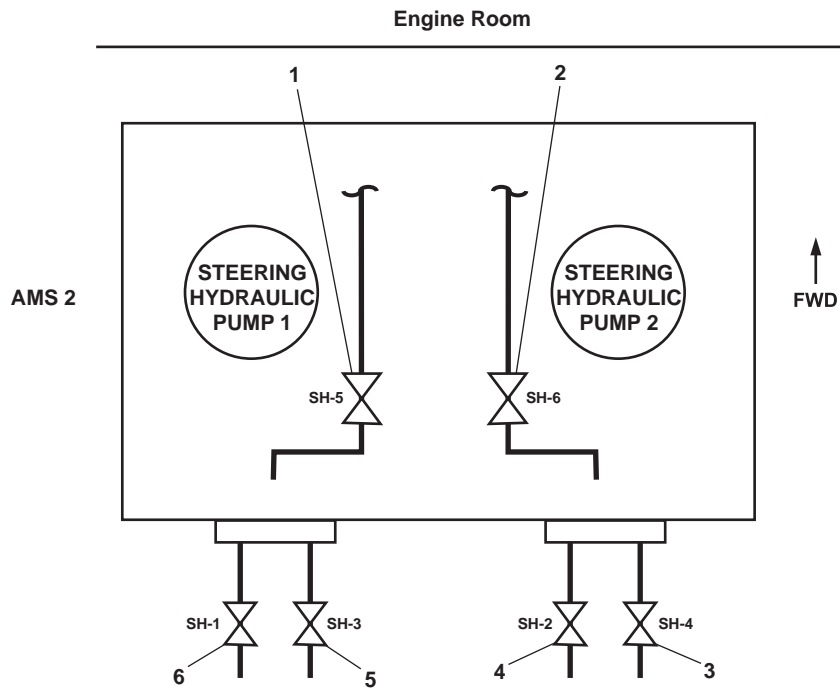 Engine Room
1
2
STEERING
HYDRAULIC
PUMP 1
STEERING
HYDRAULIC
PUMP 2
AMS 2
FWD
SH-5
SH-6
SH-1
SH-3
SH-2
SH-4
6
5
4
3